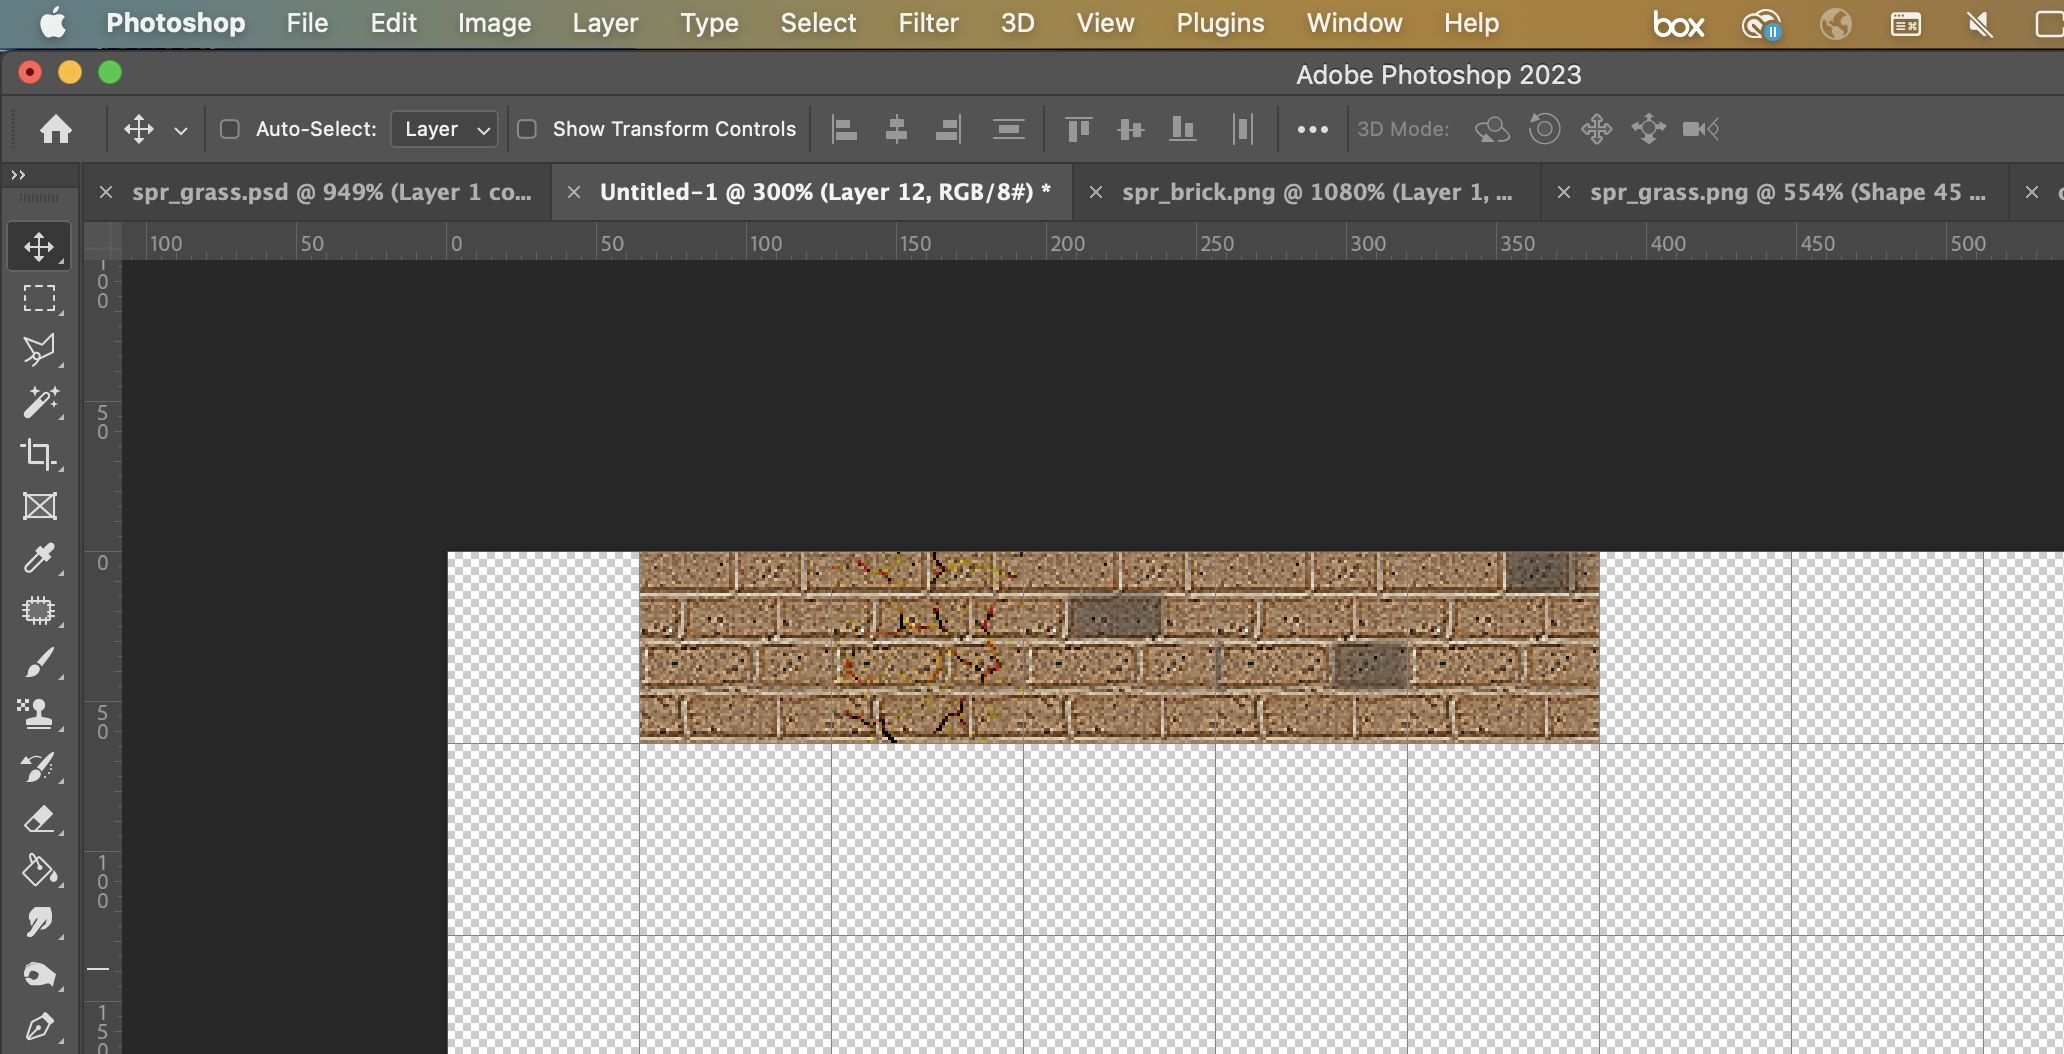 Photoshop File Edit Image Layer Type Select Filter 3D View Plugins Window Help box
Adobe Photoshop 2023
Auto-Select: Layer Show Transform Controls 3D Mode:
spr_grass.psd @ 949% (Layer 1 co... Untitled-1 @ 300% (Layer 12, RGB/8#) * spr_brick.png @ 1080% (Layer 1, ... spr_grass.png @ 554% (Shape 45 ...
100 50 0 50 100 150 200 250 300 350 400 450 500
100
50
0
50
100
150